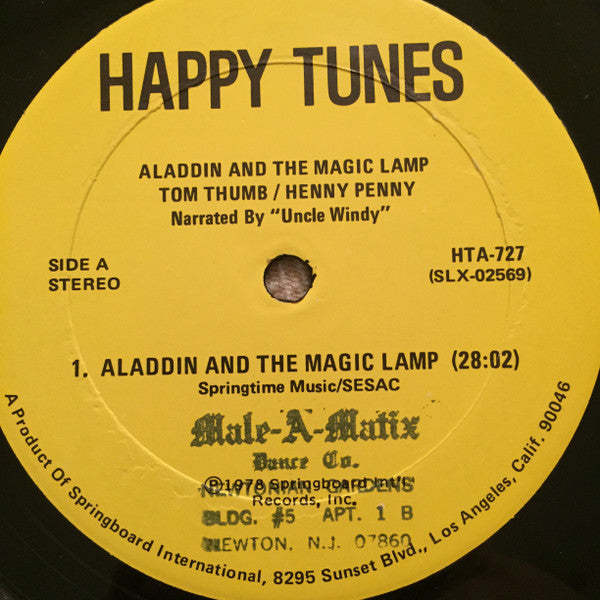 HAPPY TUNES
ALADDIN AND THE MAGIC LAMP
TOM THUMB / HENNY PENNY
Narrated By "Uncle Windy"
SIDE A
STEREO
HTA-727
(SLX-02569)
1. ALADDIN AND THE MAGIC LAMP (28:02)
Springtime Music/SESAC
Male-A-Matix
Dance Co.
℗1978 Springboard Int'l
NEWTONIAN GARDENS
Records, Inc.
BLDG. #5 APT. 1 B
NEWTON, N.J. 07860
A Product Of Springboard International, 8295 Sunset Blvd., Los Angeles, Calif. 90046